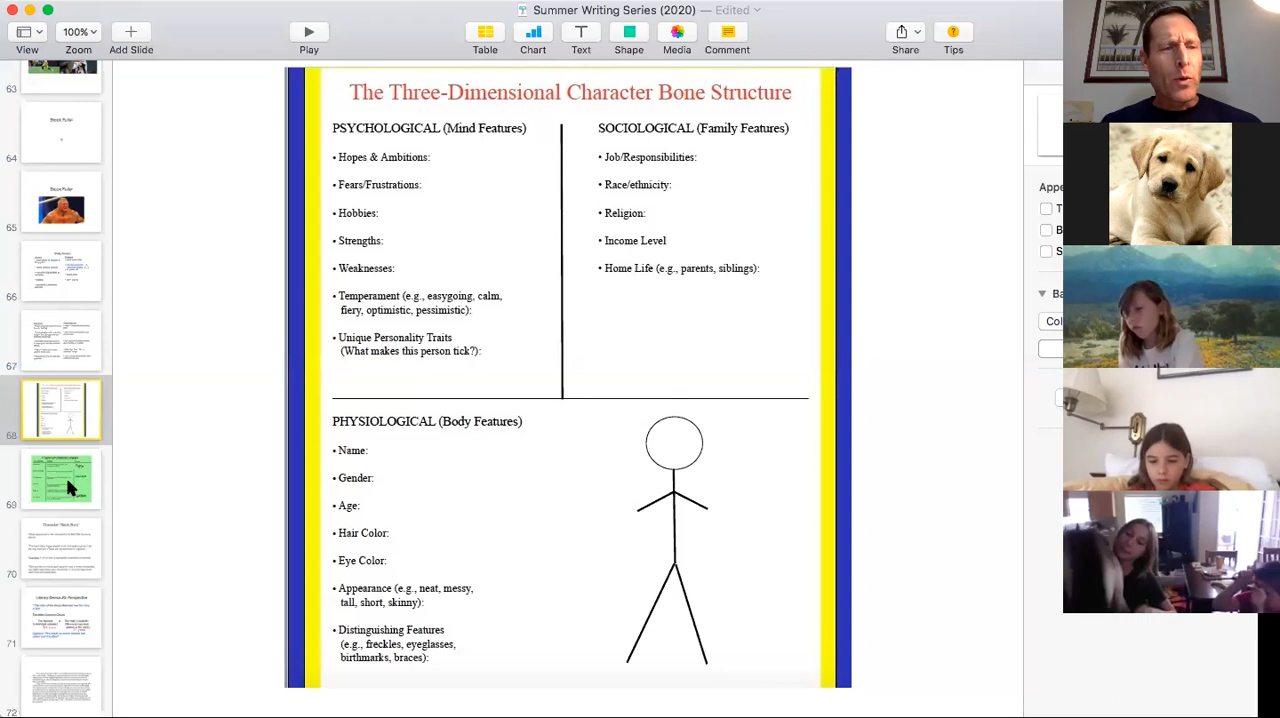 Summer Writing Series (2020) — Edited
100%
View
Zoom
Add Slide
Play
Table
Chart
Text
Shape
Media
Comment
Share
Tips
63
64
65
66
67
68
69
70
71
72
The Three-Dimensional Character Bone Structure
PSYCHOLOGICAL (Mind Features)
• Hopes & Ambitions:
• Fears/Frustrations:
• Hobbies:
• Strengths:
• Weaknesses:
• Temperament (e.g., easygoing, calm,
fiery, optimistic, pessimistic):
• Unique Personality Traits
(What makes this person tick?):
SOCIOLOGICAL (Family Features)
• Job/Responsibilities:
• Race/ethnicity:
• Religion:
• Income Level
• Home Life (e.g., parents, siblings):
PHYSIOLOGICAL (Body Features)
• Name:
• Gender:
• Age:
• Hair Color:
• Eye Color:
• Appearance (e.g., neat, messy,
tall, short, skinny):
• Distinguishing Features
(e.g., freckles, eyeglasses,
birthmarks, braces):